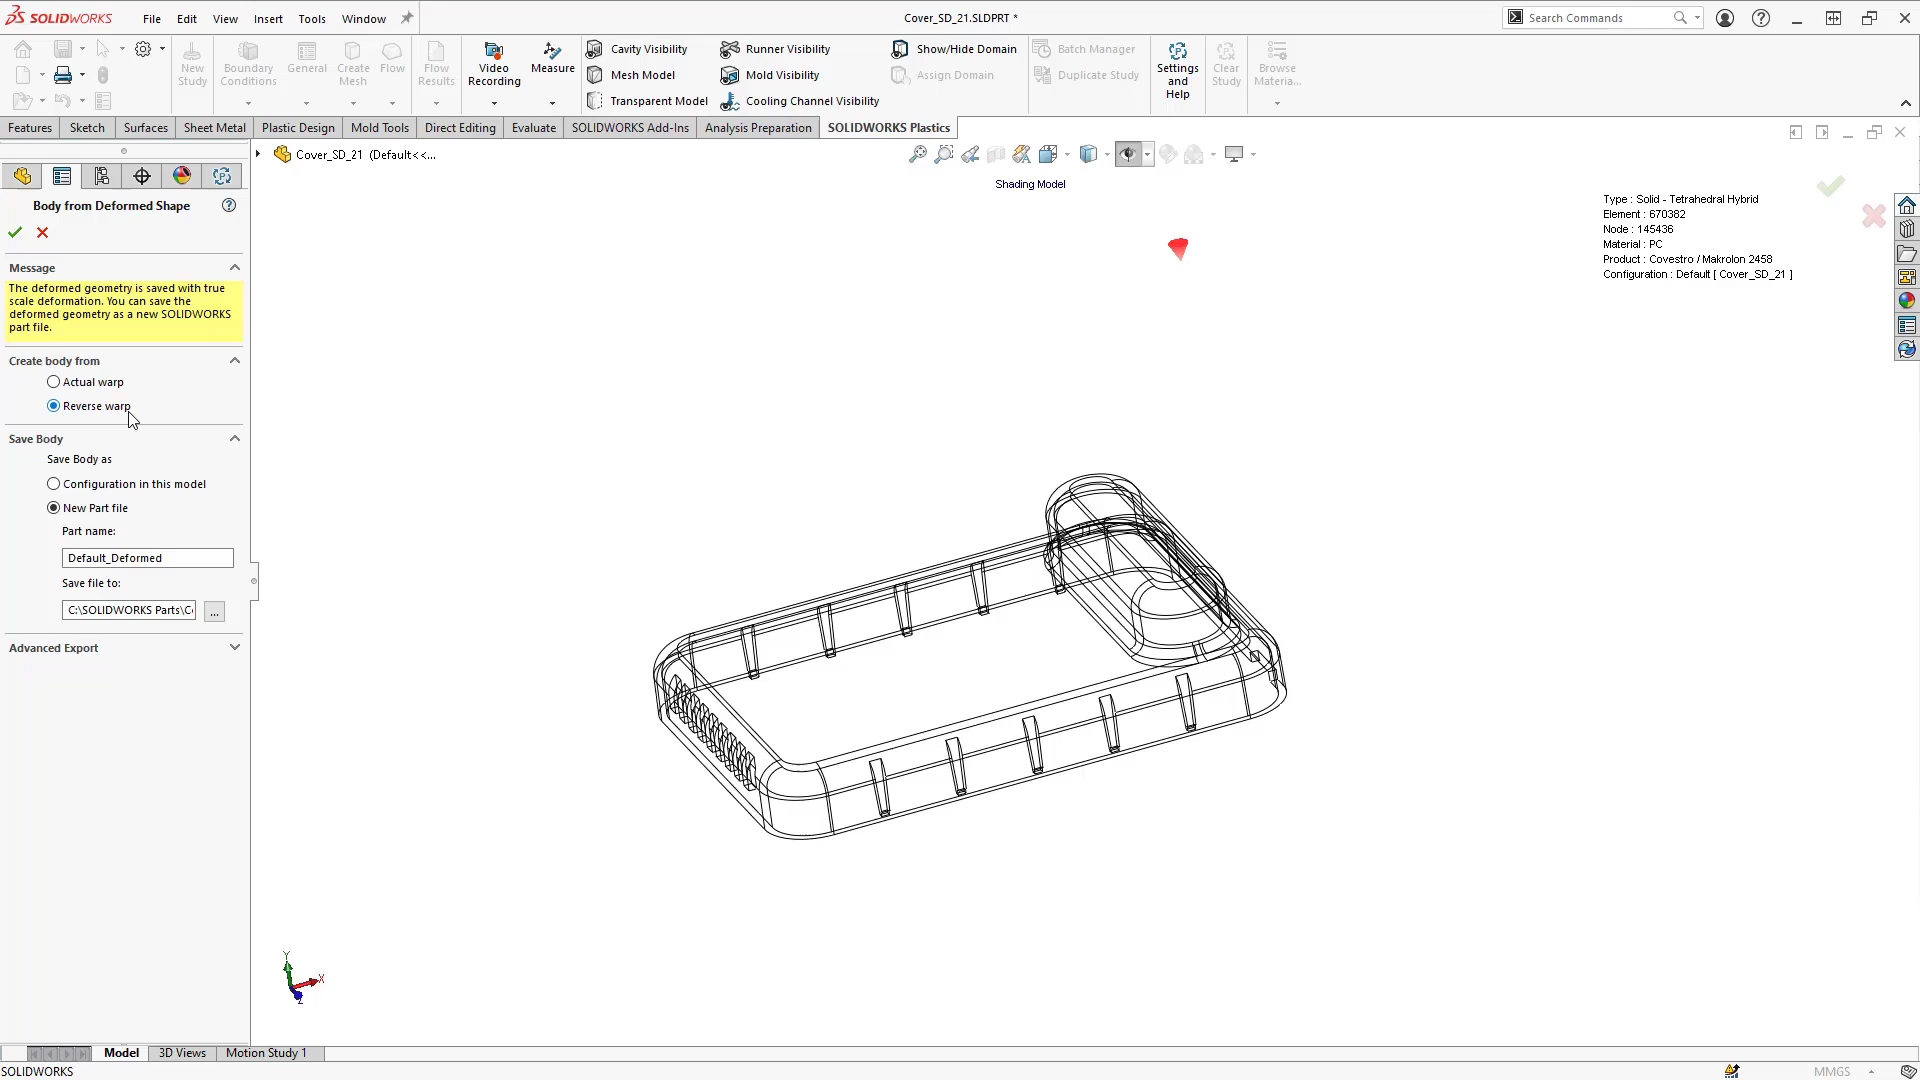 SOLIDWORKS
File Edit View Insert Tools Window
Cover_SD_21.SLDPRT *
Search Commands
New Study
Boundary Conditions
General
Create Mesh
Flow
Flow Results
Video Recording
Measure
Cavity Visibility
Mesh Model
Transparent Model
Runner Visibility
Mold Visibility
Cooling Channel Visibility
Show/Hide Domain
Assign Domain
Batch Manager
Duplicate Study
Settings and Help
Clear Study
Browse Materia...
Features Sketch Surfaces Sheet Metal Plastic Design Mold Tools Direct Editing Evaluate SOLIDWORKS Add-Ins Analysis Preparation SOLIDWORKS Plastics
Cover_SD_21 (Default<<...
Shading Model
Type : Solid - Tetrahedral Hybrid
Element : 670382
Node : 145436
Material : PC
Product : Covestro / Makrolon 2458
Configuration : Default [ Cover_SD_21 ]
Body from Deformed Shape
Message
The deformed geometry is saved with true
scale deformation. You can save the
deformed geometry as a new SOLIDWORKS
part file.
Create body from
Actual warp
Reverse warp
Save Body
Save Body as
Configuration in this model
New Part file
Part name:
Default_Deformed
Save file to:
C:\SOLIDWORKS Parts\C
...
Advanced Export
Y
X
Z
Model 3D Views Motion Study 1
SOLIDWORKS
MMGS